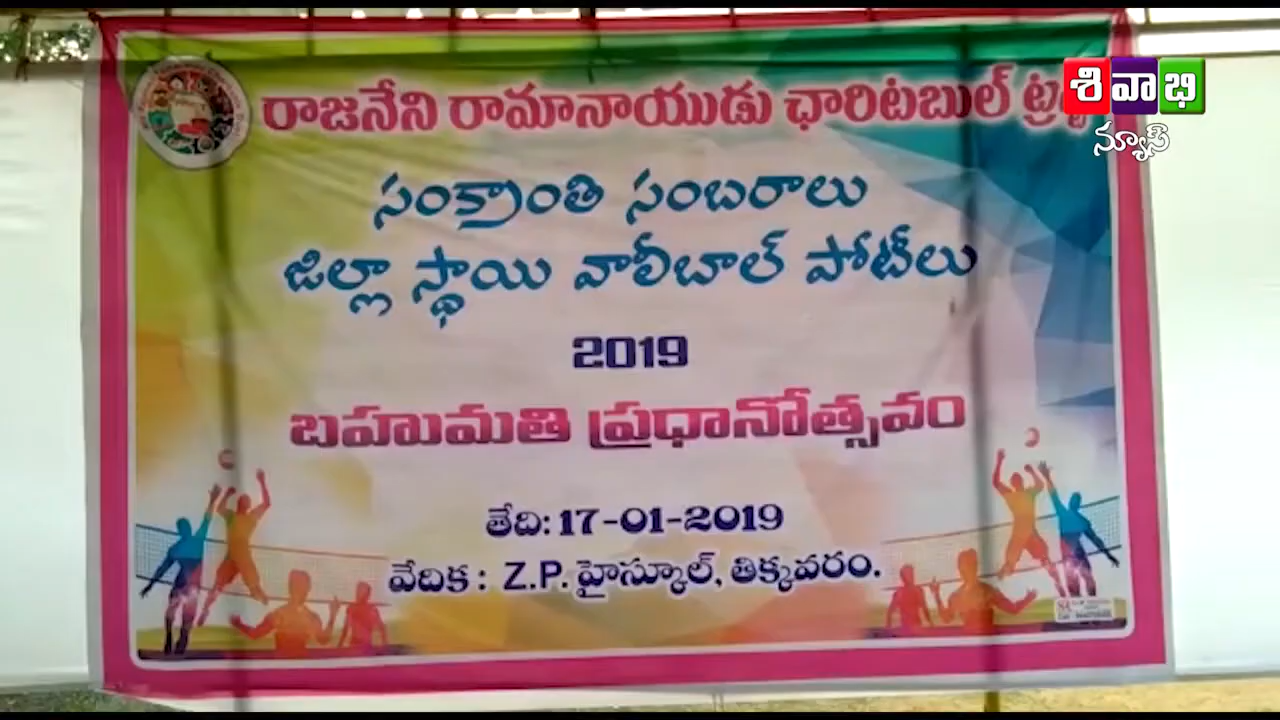 రాజనేని రామానాయుడు ఛారిటబుల్
శివాభి
న్యూస్
సంక్రాంతి సంబరాలు
జిల్లా స్థాయి వాలీబాల్ పోటీలు
2019
బహుమతి ప్రధానోత్సవం
తేది: 17-01-2019
వేదిక : Z.P. హైస్కూల్, తిక్కవరం.